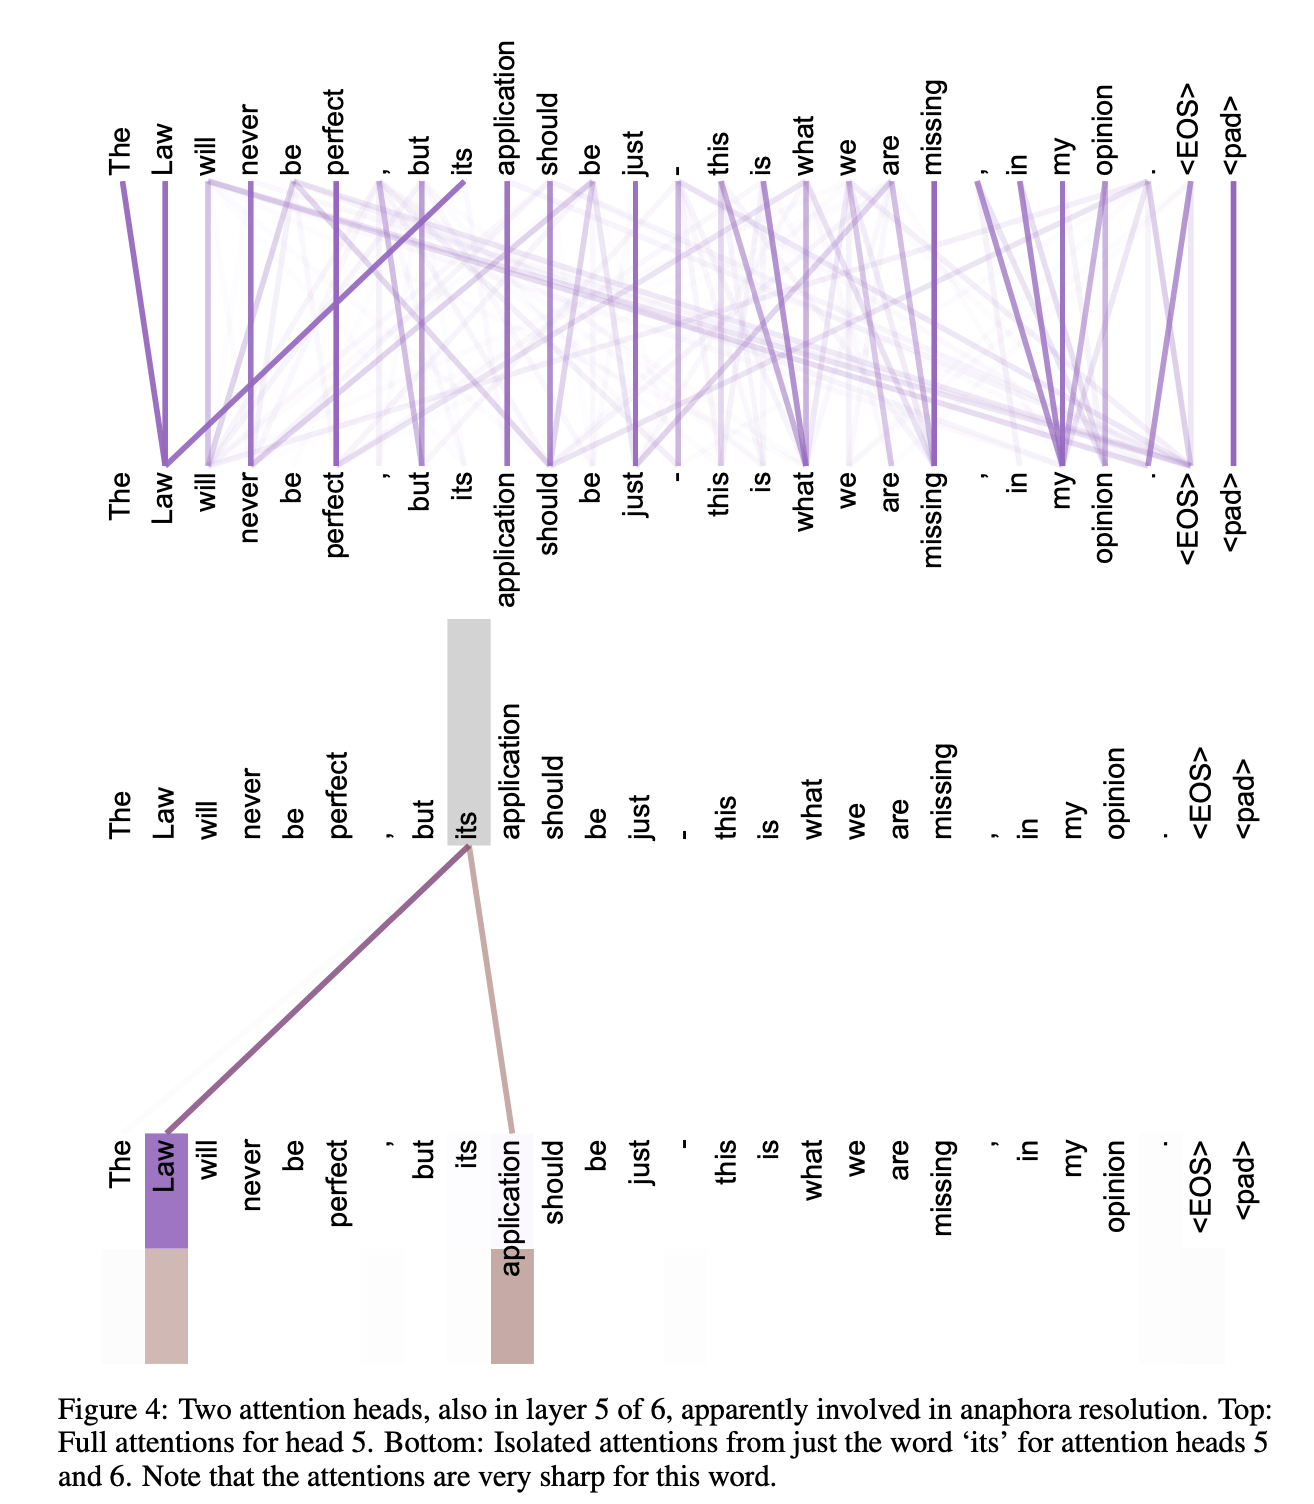 The Law will never be perfect , but its application should be just - this is what we are missing , in my opinion . <EOS> <pad>
The Law will never be perfect , but its application should be just - this is what we are missing , in my opinion . <EOS> <pad>
The Law will never be perfect , but its application should be just - this is what we are missing , in my opinion . <EOS> <pad>
The Law will never be perfect , but its application should be just - this is what we are missing , in my opinion . <EOS> <pad>
Figure 4: Two attention heads, also in layer 5 of 6, apparently involved in anaphora resolution. Top:
Full attentions for head 5. Bottom: Isolated attentions from just the word ‘its’ for attention heads 5
and 6. Note that the attentions are very sharp for this word.